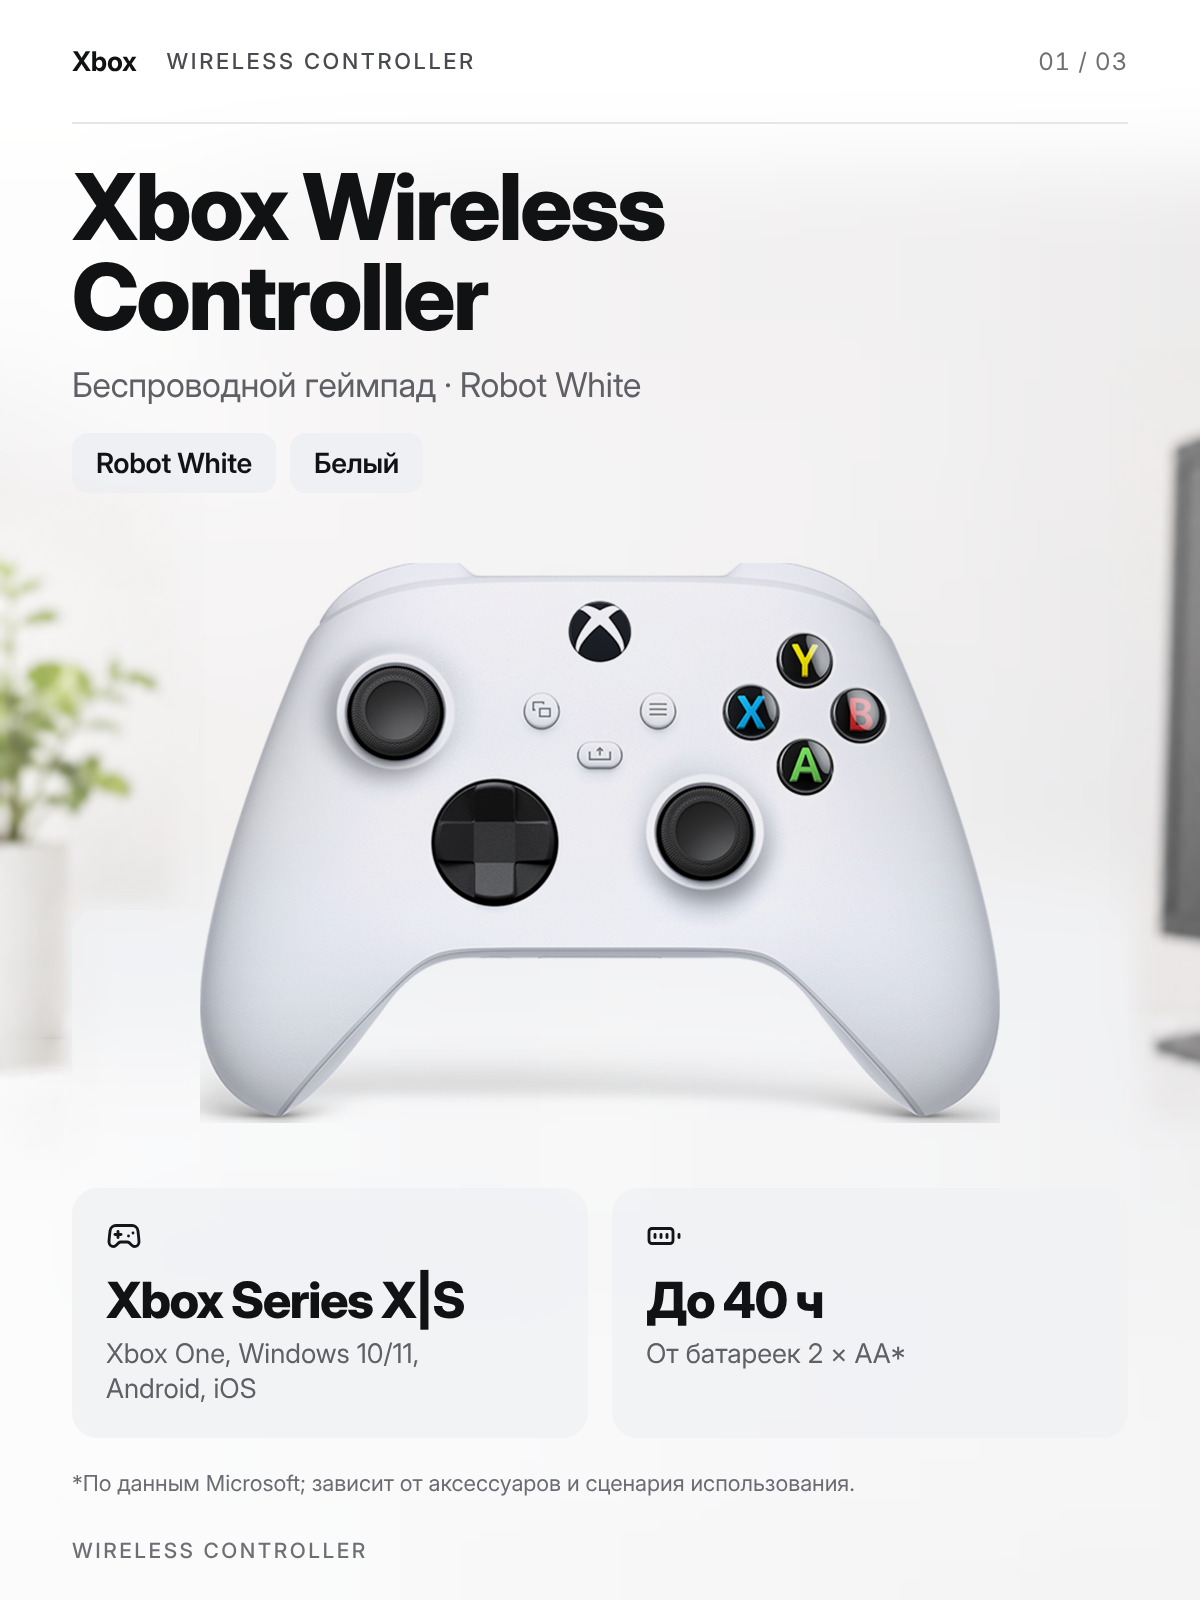 Xbox WIRELESS CONTROLLER 01 / 03
Xbox Wireless
Controller
Беспроводной геймпад · Robot White
Robot White Белый
Y
X B
A
Xbox Series X|S
Xbox One, Windows 10/11,
Android, iOS
До 40 ч
От батареек 2 × AA*
*По данным Microsoft; зависит от аксессуаров и сценария использования.
WIRELESS CONTROLLER